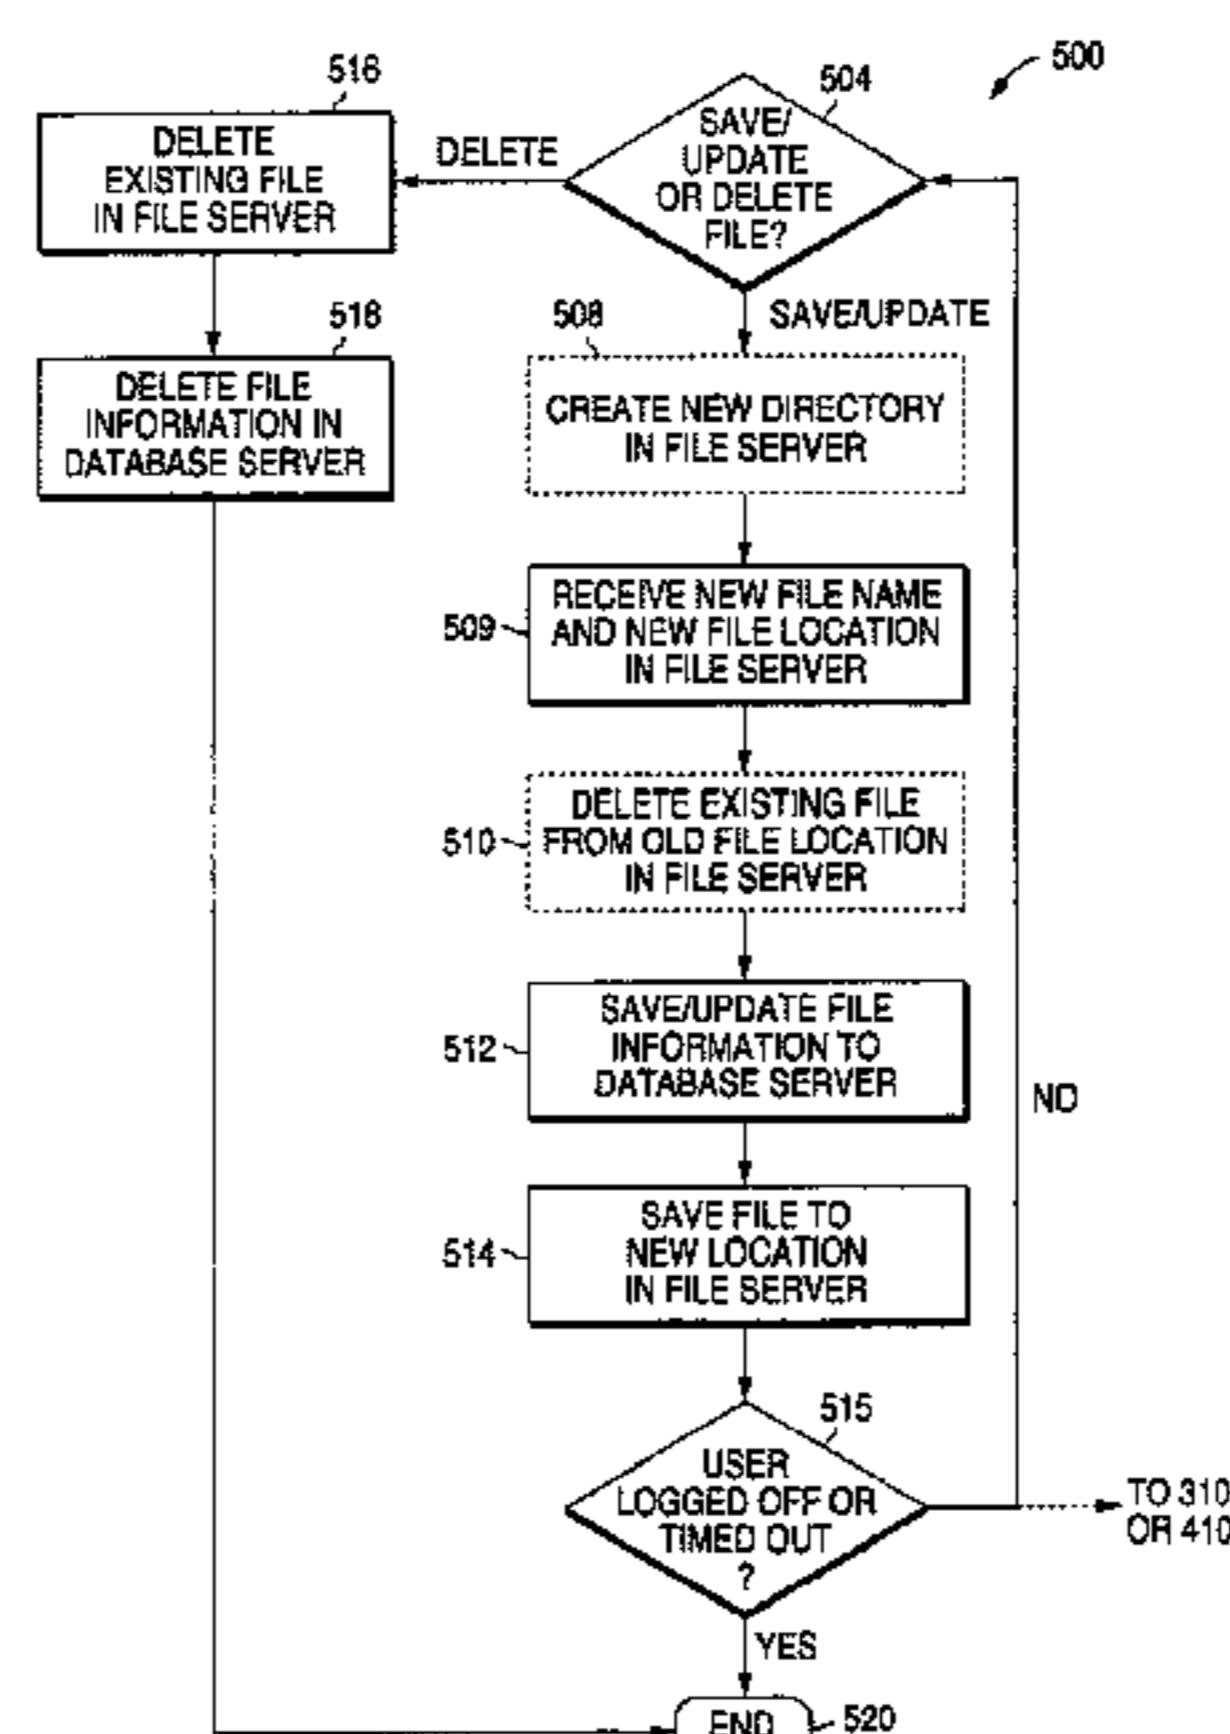 500
504
SAVE/
UPDATE
OR DELETE
FILE?
DELETE
516
DELETE
EXISTING FILE
IN FILE SERVER
518
DELETE FILE
INFORMATION IN
DATABASE SERVER
SAVE/UPDATE
508
CREATE NEW DIRECTORY
IN FILE SERVER
509
RECEIVE NEW FILE NAME
AND NEW FILE LOCATION
IN FILE SERVER
510
DELETE EXISTING FILE
FROM OLD FILE LOCATION
IN FILE SERVER
512
SAVE/UPDATE FILE
INFORMATION TO
DATABASE SERVER
NO
514
SAVE FILE TO
NEW LOCATION
IN FILE SERVER
515
USER
LOGGED OFF OR
TIMED OUT
?
TO 310
OR 410
YES
END
520